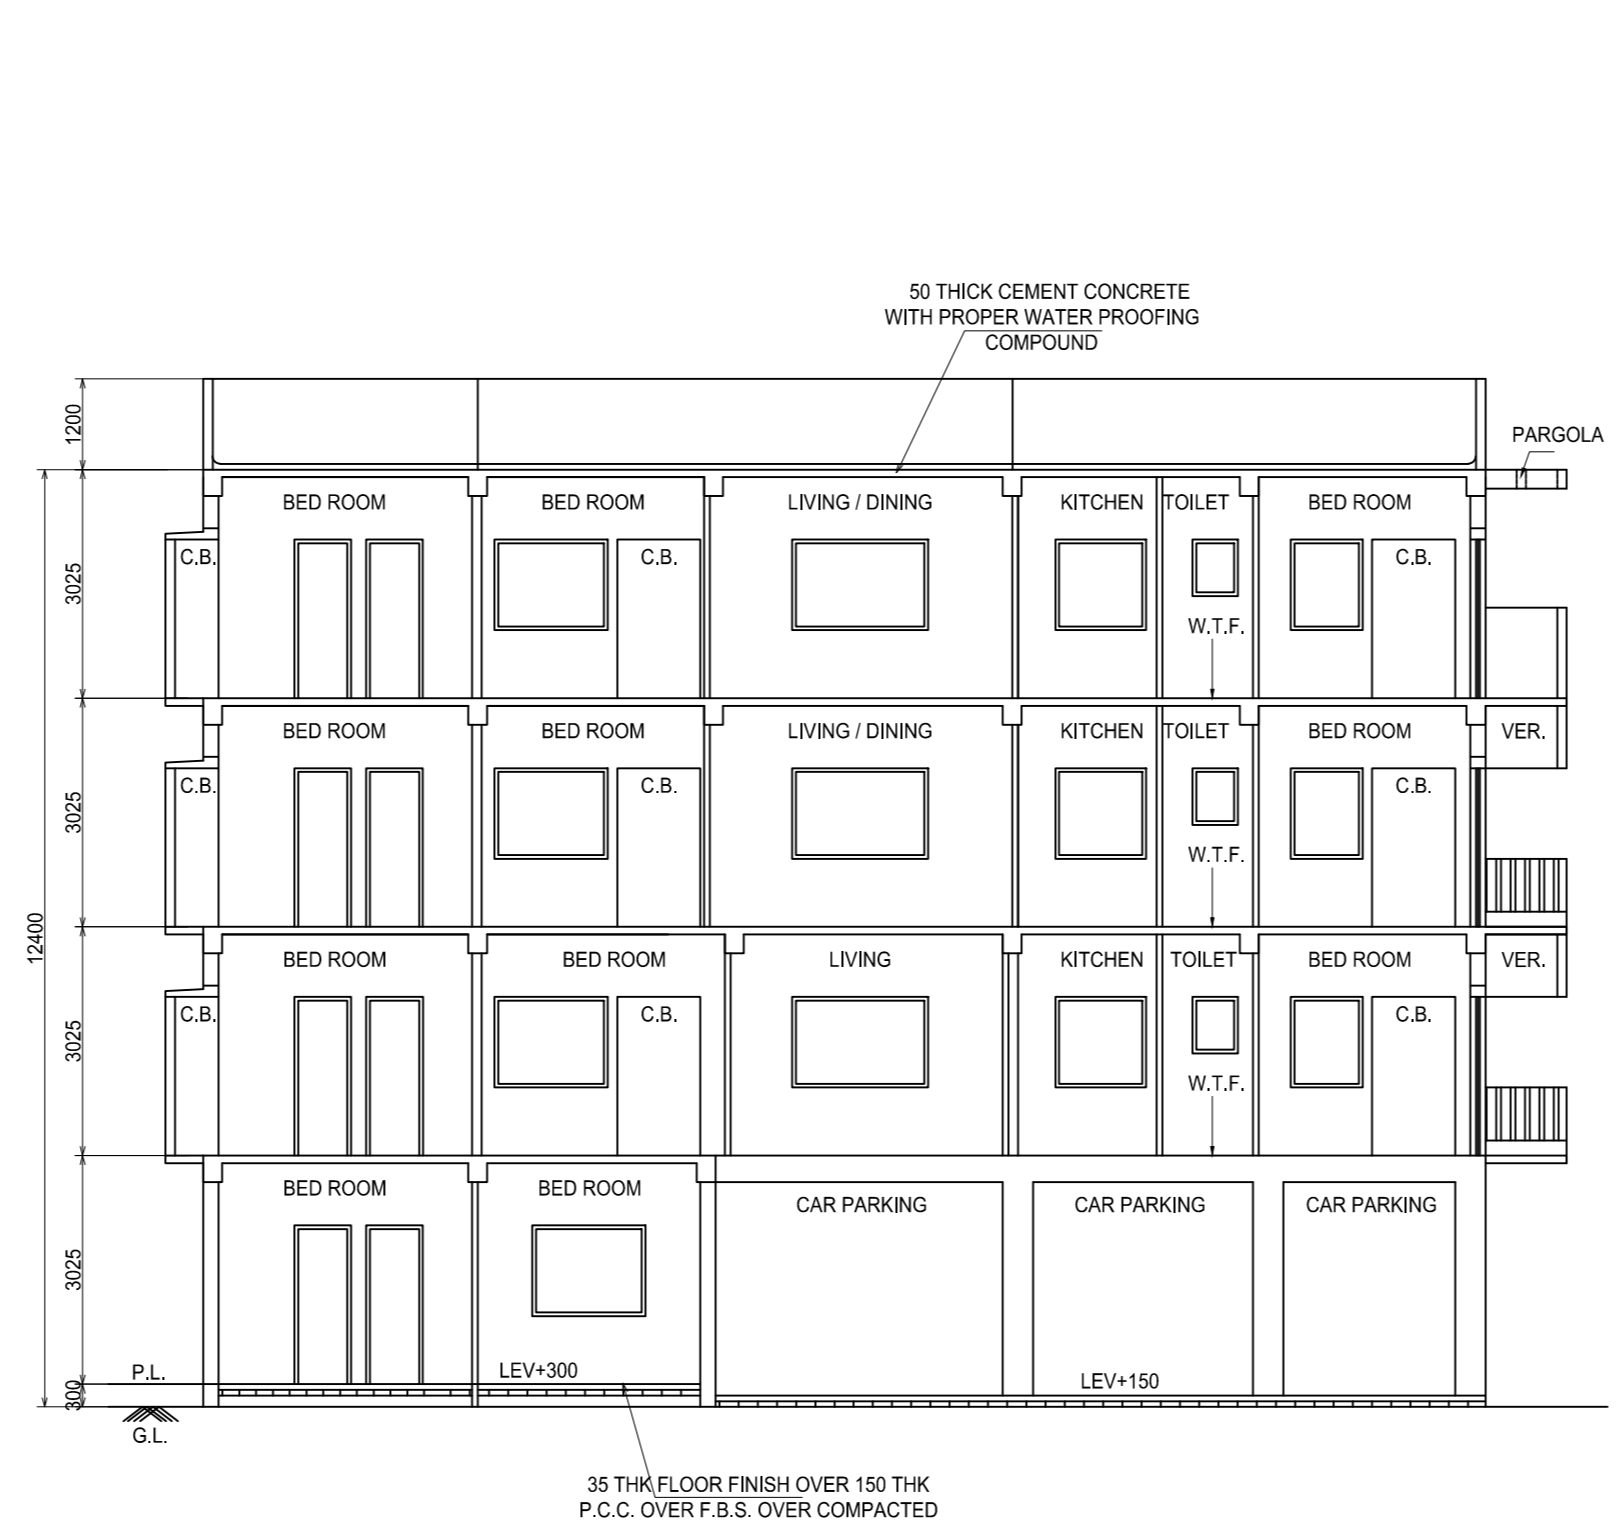 50 THICK CEMENT CONCRETE
WITH PROPER WATER PROOFING
COMPOUND
1200
PARGOLA
12400
3025
BED ROOM
BED ROOM
LIVING / DINING
KITCHEN
TOILET
BED ROOM
C.B.
C.B.
C.B.
W.T.F.
3025
BED ROOM
BED ROOM
LIVING / DINING
KITCHEN
TOILET
BED ROOM
VER.
C.B.
C.B.
C.B.
W.T.F.
3025
BED ROOM
BED ROOM
LIVING
KITCHEN
TOILET
BED ROOM
VER.
C.B.
C.B.
C.B.
W.T.F.
3025
BED ROOM
BED ROOM
CAR PARKING
CAR PARKING
CAR PARKING
P.L.
LEV+300
LEV+150
300
G.L.
35 THK FLOOR FINISH OVER 150 THK
P.C.C. OVER F.B.S. OVER COMPACTED